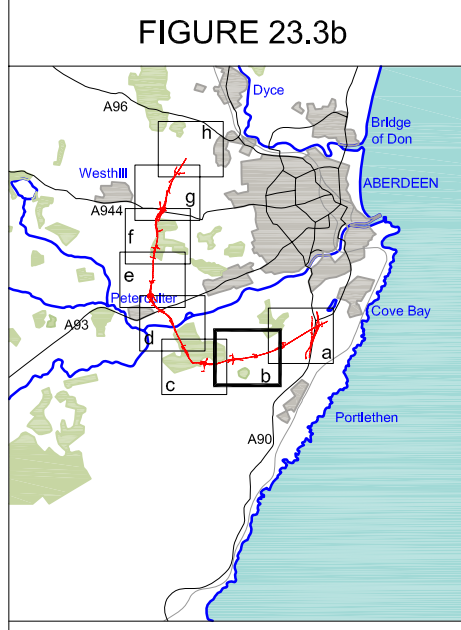 FIGURE 23.3b
Dyce
A96
Bridge
of Don
h
Westhill
ABERDEEN
g
A944
f
e
Peterculter
Cove Bay
A93
d
a
b
c
Portlethen
A90